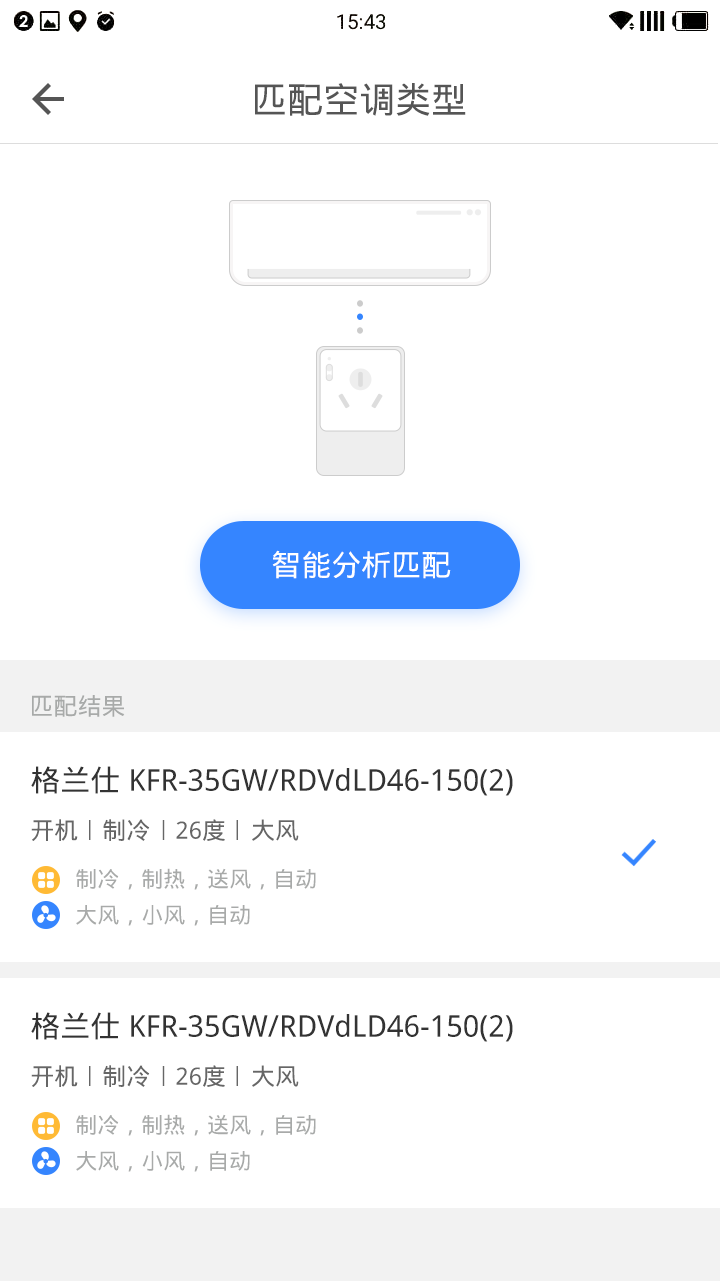 2
15:43
匹配空调类型
智能分析匹配
匹配结果
格兰仕 KFR-35GW/RDVdLD46-150(2)
开机 | 制冷 | 26度 | 大风
制冷 , 制热 , 送风 , 自动
大风 , 小风 , 自动
格兰仕 KFR-35GW/RDVdLD46-150(2)
开机 | 制冷 | 26度 | 大风
制冷 , 制热 , 送风 , 自动
大风 , 小风 , 自动